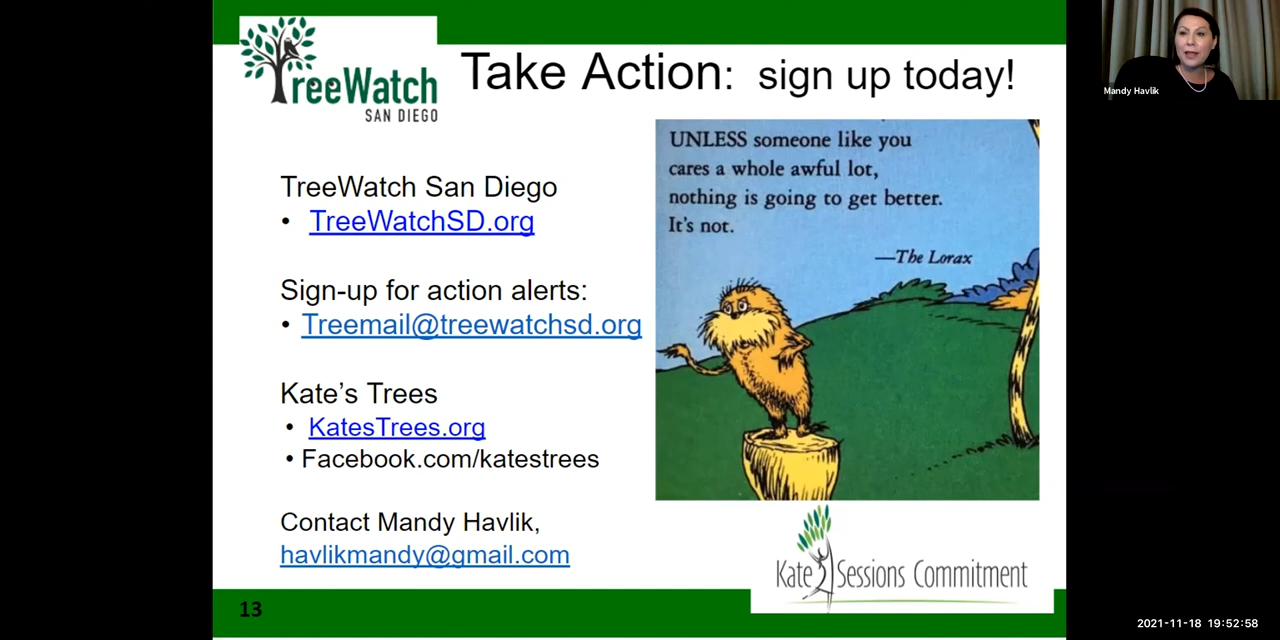 TreeWatch
SAN DIEGO
Take Action: sign up today!
TreeWatch San Diego
• TreeWatchSD.org
Sign-up for action alerts:
• Treemail@treewatchsd.org
Kate’s Trees
• KatesTrees.org
• Facebook.com/katestrees
Contact Mandy Havlik,
havlikmandy@gmail.com
UNLESS someone like you
cares a whole awful lot,
nothing is going to get better.
It's not.
—The Lorax
Kate Sessions Commitment
13
Mandy Havlik
2021-11-18 19:52:58